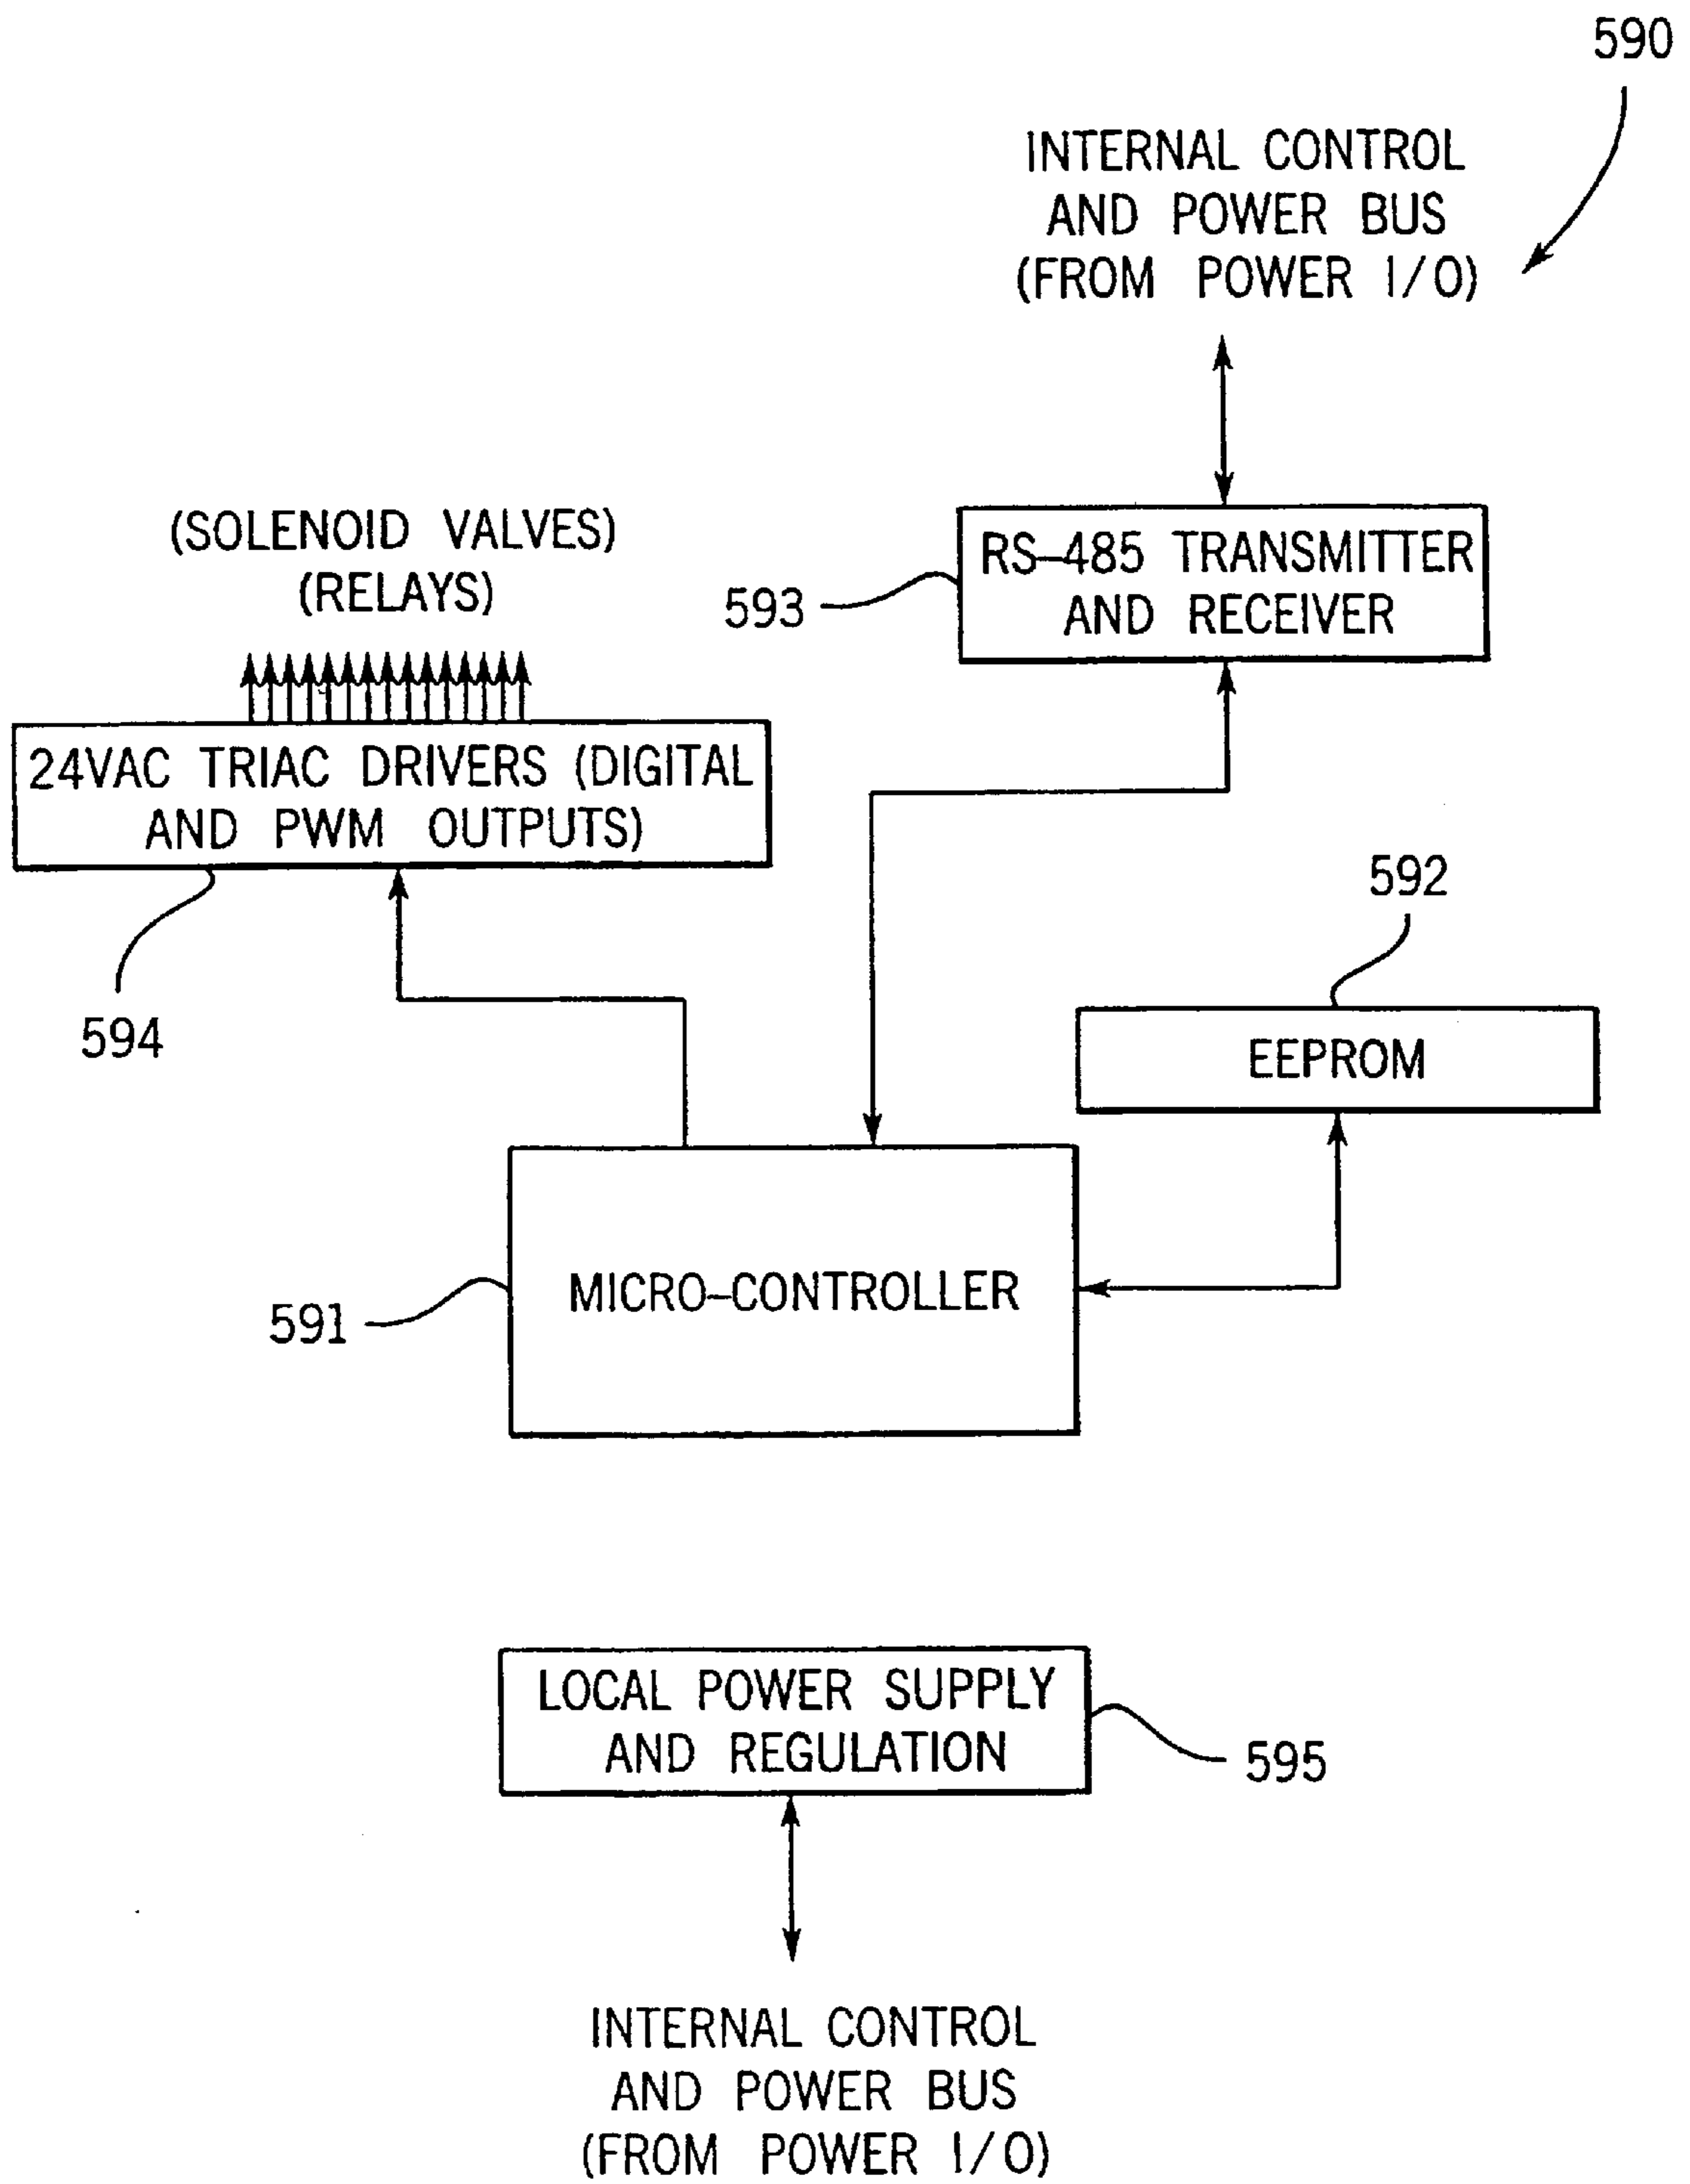 590
INTERNAL CONTROL
AND POWER BUS
(FROM POWER I/O)
(SOLENOID VALVES)
(RELAYS)
593
RS-485 TRANSMITTER
AND RECEIVER
24VAC TRIAC DRIVERS (DIGITAL
AND PWM OUTPUTS)
592
594
EEPROM
591
MICRO-CONTROLLER
LOCAL POWER SUPPLY
AND REGULATION
595
INTERNAL CONTROL
AND POWER BUS
(FROM POWER I/O)